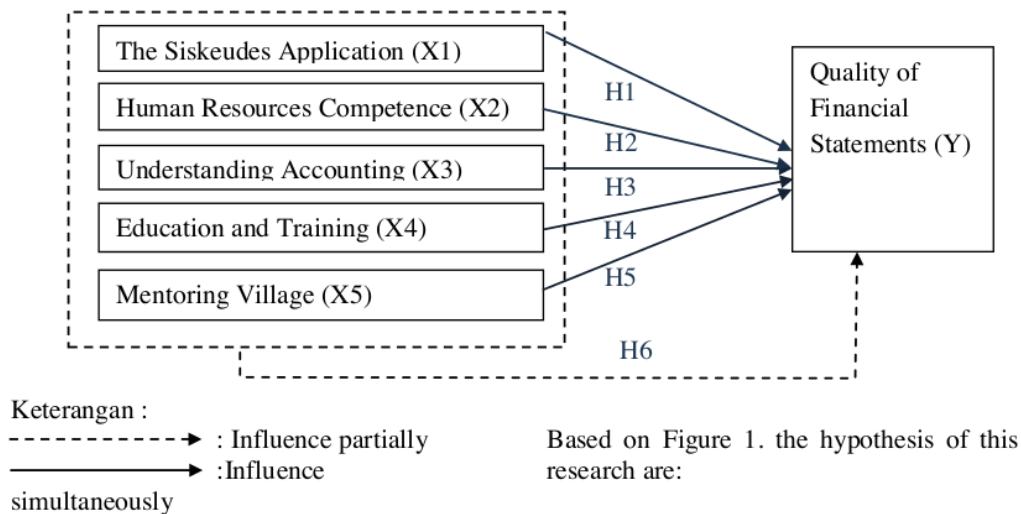 The Siskeudes Application (X1)
Human Resources Competence (X2)
Understanding Accounting (X3)
Education and Training (X4)
Mentoring Village (X5)
H1
H2
H3
H4
H5
H6
Quality of
Financial
Statements (Y)
Keterangan :
: Influence partially
:Influence
simultaneously
Based on Figure 1. the hypothesis of this
research are: